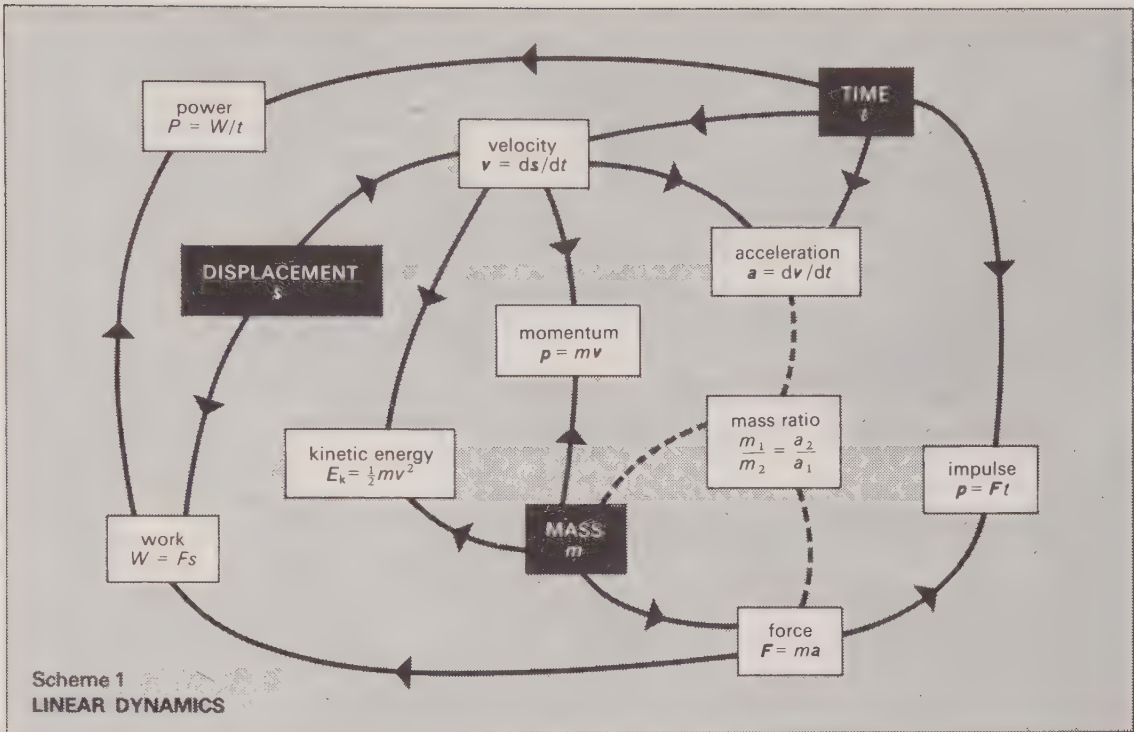 power
P = W/t
TIME
t
velocity
v = ds/dt
DISPLACEMENT
s
acceleration
a = dv/dt
momentum
p = mv
mass ratio
m₁/m₂ = a₂/a₁
kinetic energy
Eₖ = ½mv²
impulse
p = Ft
MASS
m
work
W = Fs
force
F = ma
Scheme 1
LINEAR DYNAMICS